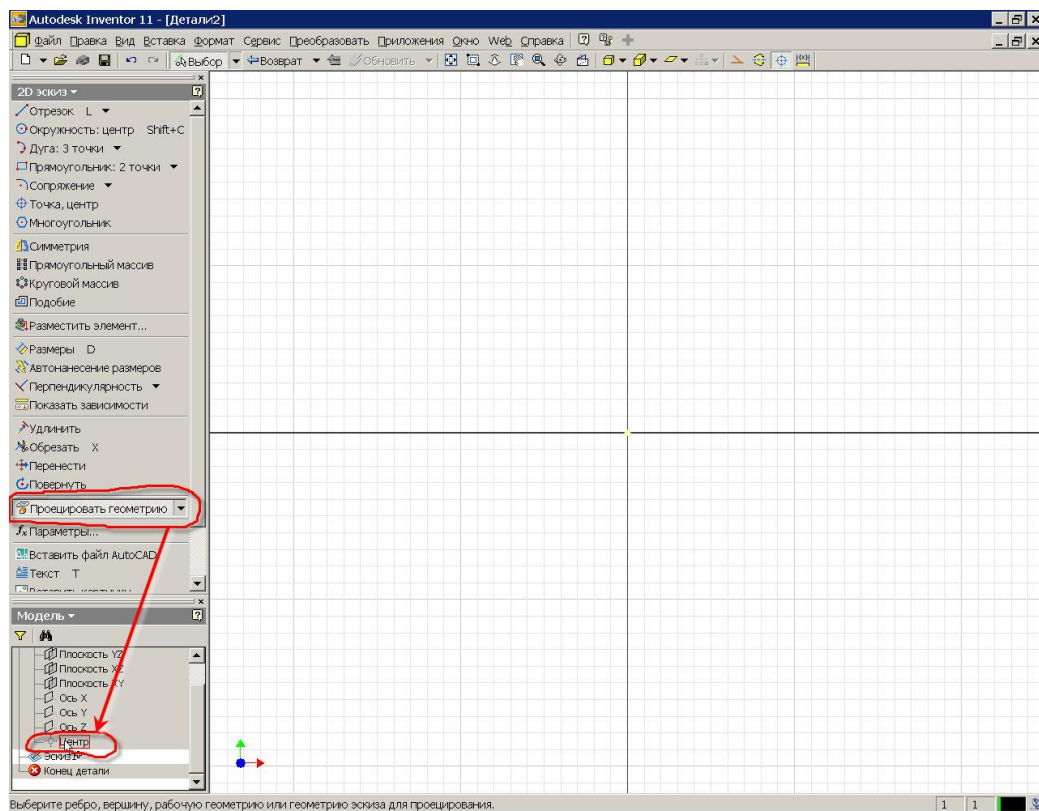 Autodesk Inventor 11 - [Детали2]
Файл Правка Вид Вставка Формат Сервис Преобразовать Приложения Окно Web Справка
Выбор Возврат Обновить
2D эскиз
Отрезок L
Окружность: центр Shift+C
Дуга: 3 точки
Прямоугольник: 2 точки
Сопряжение
Точка, центр
Многоугольник
Симметрия
Прямоугольный массив
Круговой массив
Подобие
Разместить элемент...
Размеры D
Автонанесение размеров
Перпендикулярность
Показать зависимости
Удлинить
Обрезать X
Перенести
Повернуть
Проецировать геометрию
fx Параметры...
Вставить файл AutoCAD
Текст T
Модель
Плоскость YZ
Плоскость XZ
Плоскость XY
Ось X
Ось Y
Ось Z
Центр
Эскиз1
Конец детали
Выберите ребро, вершину, рабочую геометрию или геометрию эскиза для проецирования.
1 1